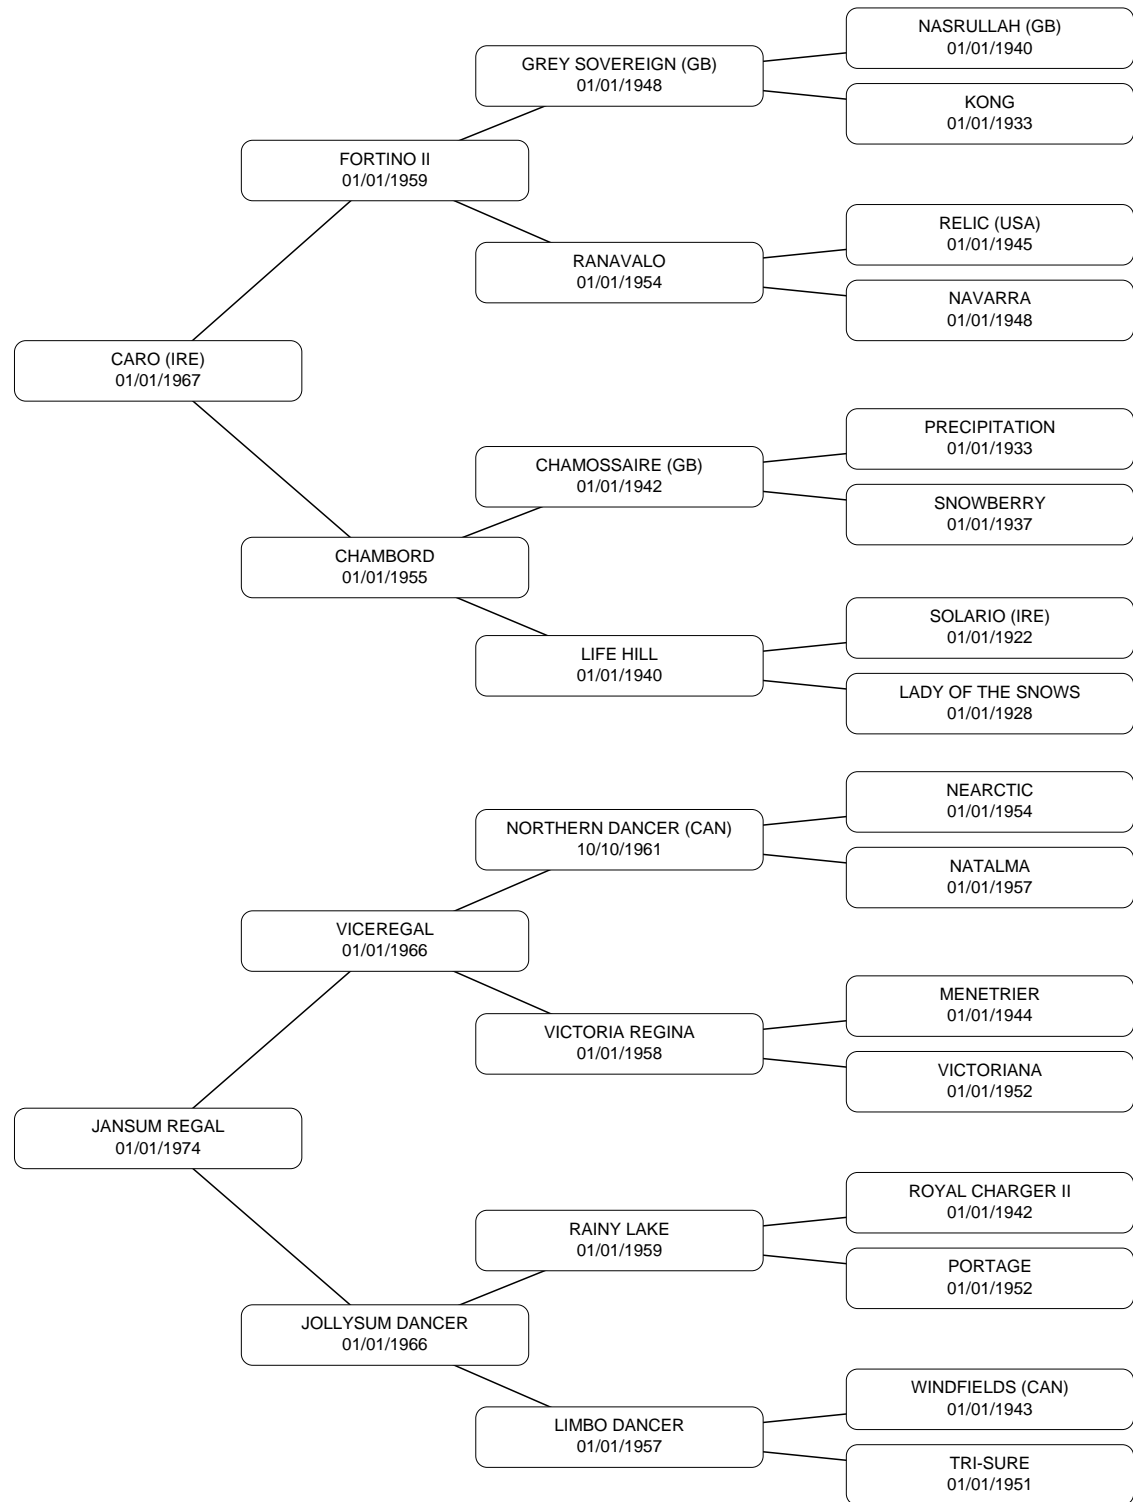 NASRULLAH (GB)
01/01/1940
GREY SOVEREIGN (GB)
01/01/1948
KONG
01/01/1933
FORTINO II
01/01/1959
RELIC (USA)
01/01/1945
RANAVALO
01/01/1954
NAVARRA
01/01/1948
CARO (IRE)
01/01/1967
PRECIPITATION
01/01/1933
CHAMOSSAIRE (GB)
01/01/1942
SNOWBERRY
01/01/1937
CHAMBORD
01/01/1955
SOLARIO (IRE)
01/01/1922
LIFE HILL
01/01/1940
LADY OF THE SNOWS
01/01/1928
NEARCTIC
01/01/1954
NORTHERN DANCER (CAN)
10/10/1961
NATALMA
01/01/1957
VICEREGAL
01/01/1966
MENETRIER
01/01/1944
VICTORIA REGINA
01/01/1958
VICTORIANA
01/01/1952
JANSUM REGAL
01/01/1974
ROYAL CHARGER II
01/01/1942
RAINY LAKE
01/01/1959
PORTAGE
01/01/1952
JOLLYSUM DANCER
01/01/1966
WINDFIELDS (CAN)
01/01/1943
LIMBO DANCER
01/01/1957
TRI-SURE
01/01/1951